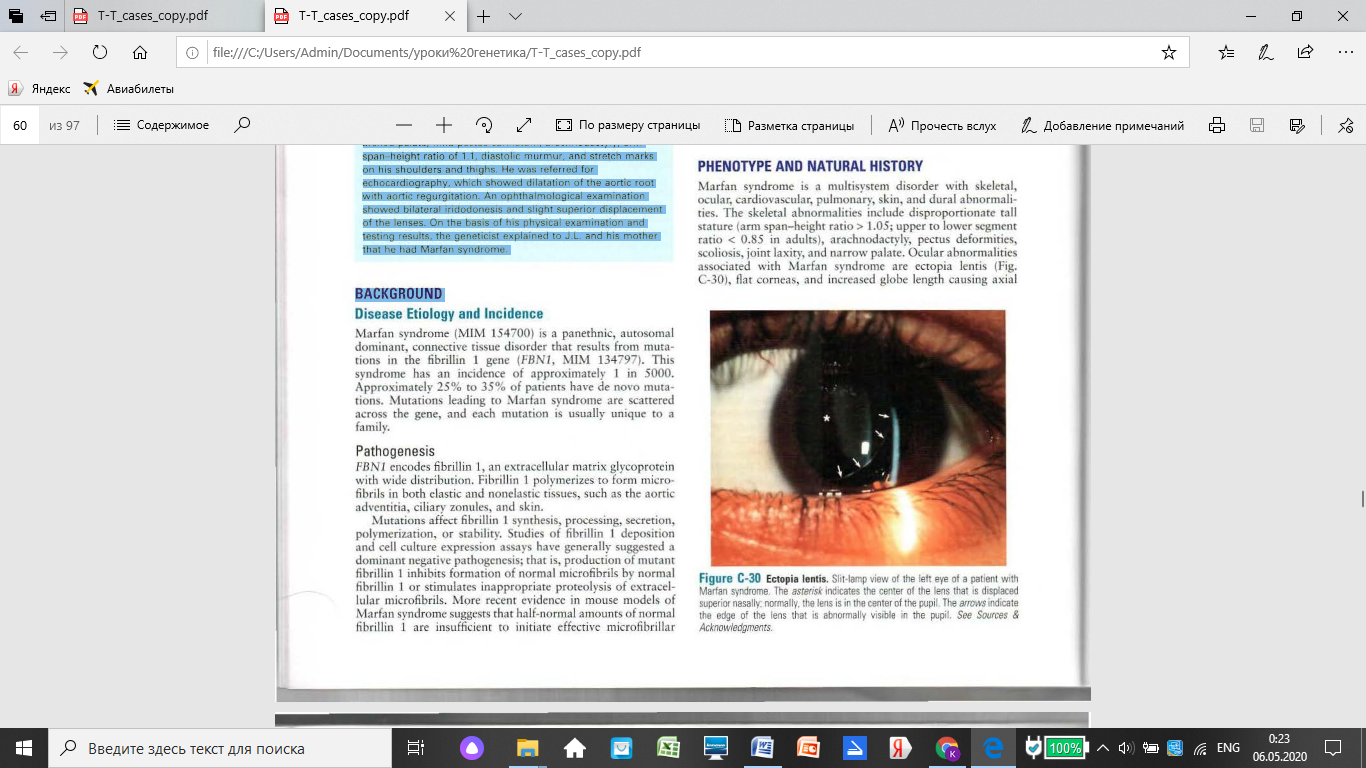 T-T_cases_copy.pdf
T-T_cases_copy.pdf
file:///C:/Users/Admin/Documents/уроки%20генетика/T-T_cases_copy.pdf
Яндекс
Авиабилеты
60 из 97
Содержимое
По размеру страницы
Разметка страницы
Прочесть вслух
Добавление примечаний
span–height ratio of 1.1, diastolic murmur, and stretch marks
on his shoulders and thighs. He was referred for
echocardiography, which showed dilatation of the aortic root
with aortic regurgitation. An ophthalmological examination
showed bilateral iridodonesis and slight superior displacement
of the lenses. On the basis of his physical examination and
testing results, the geneticist explained to J.L. and his mother
that he had Marfan syndrome.
BACKGROUND
Disease Etiology and Incidence
Marfan syndrome (MIM 154700) is a panethnic, autosomal
dominant, connective tissue disorder that results from muta-
tions in the fibrillin 1 gene (FBN1, MIM 134797). This
syndrome has an incidence of approximately 1 in 5000.
Approximately 25% to 35% of patients have de novo muta-
tions. Mutations leading to Marfan syndrome are scattered
across the gene, and each mutation is usually unique to a
family.
Pathogenesis
FBN1 encodes fibrillin 1, an extracellular matrix glycoprotein
with wide distribution. Fibrillin 1 polymerizes to form micro-
fibrils in both elastic and nonelastic tissues, such as the aortic
adventitia, ciliary zonules, and skin.
Mutations affect fibrillin 1 synthesis, processing, secretion,
polymerization, or stability. Studies of fibrillin 1 deposition
and cell culture expression assays have generally suggested a
dominant negative pathogenesis; that is, production of mutant
fibrillin 1 inhibits formation of normal microfibrils by normal
fibrillin 1 or stimulates inappropriate proteolysis of extracel-
lular microfibrils. More recent evidence in mouse models of
Marfan syndrome suggests that half-normal amounts of normal
fibrillin 1 are insufficient to initiate effective microfibrillar
PHENOTYPE AND NATURAL HISTORY
Marfan syndrome is a multisystem disorder with skeletal,
ocular, cardiovascular, pulmonary, skin, and dural abnormali-
ties. The skeletal abnormalities include disproportionate tall
stature (arm span–height ratio > 1.05; upper to lower segment
ratio < 0.85 in adults), arachnodactyly, pectus deformities,
scoliosis, joint laxity, and narrow palate. Ocular abnormalities
associated with Marfan syndrome are ectopia lentis (Fig.
C-30), flat corneas, and increased globe length causing axial
Figure C-30 Ectopia lentis. Slit-lamp view of the left eye of a patient with
Marfan syndrome. The asterisk indicates the center of the lens that is displaced
superior nasally; normally, the lens is in the center of the pupil. The arrows indicate
the edge of the lens that is abnormally visible in the pupil. See Sources &
Acknowledgments.
Введите здесь текст для поиска
100%
ENG
0:23
06.05.2020